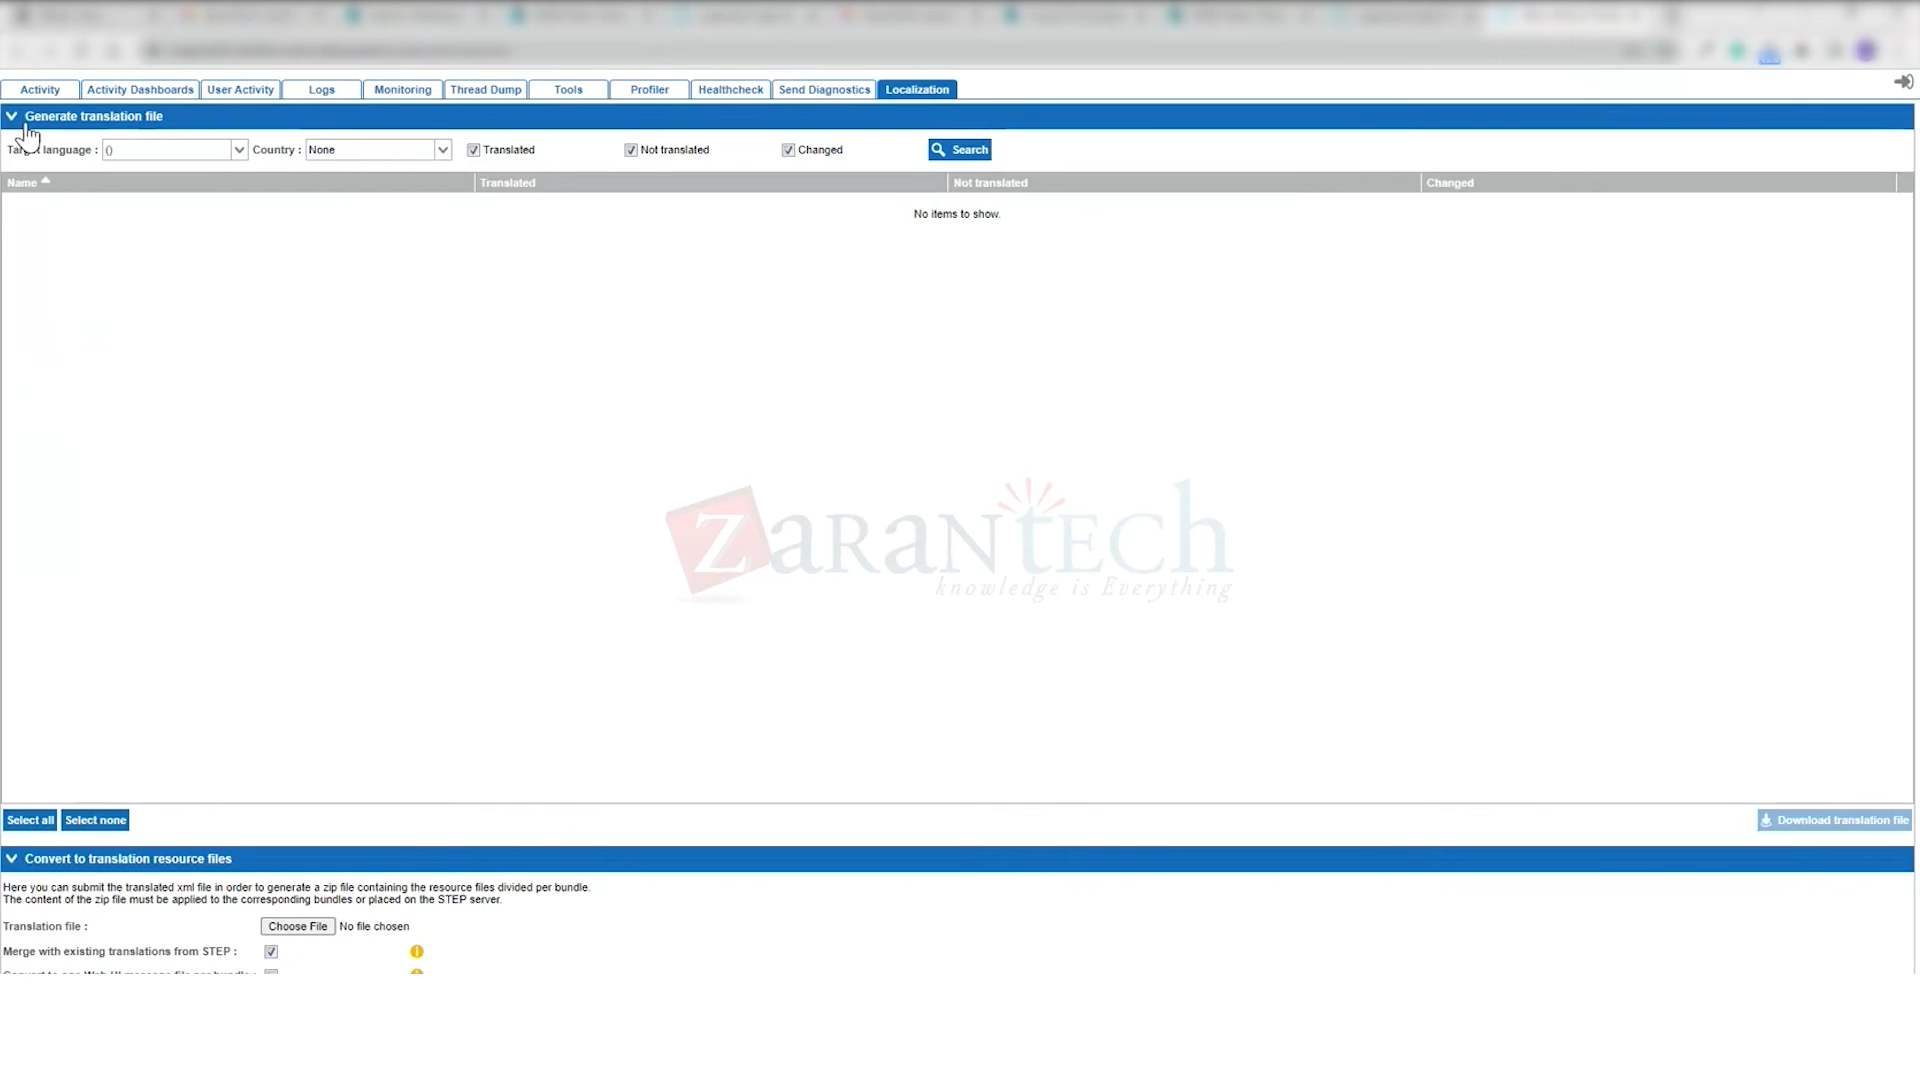 Activity Activity Dashboards User Activity Logs Monitoring Thread Dump Tools Profiler Healthcheck Send Diagnostics Localization
Generate translation file
Target language : () Country : None Translated Not translated Changed Search
Name Translated Not translated Changed
No items to show.
ZARANTECH
knowledge is Everything
Select all Select none Download translation file
Convert to translation resource files
Here you can submit the translated xml file in order to generate a zip file containing the resource files divided per bundle.
The content of the zip file must be applied to the corresponding bundles or placed on the STEP server.
Translation file : Choose File No file chosen
Merge with existing translations from STEP :